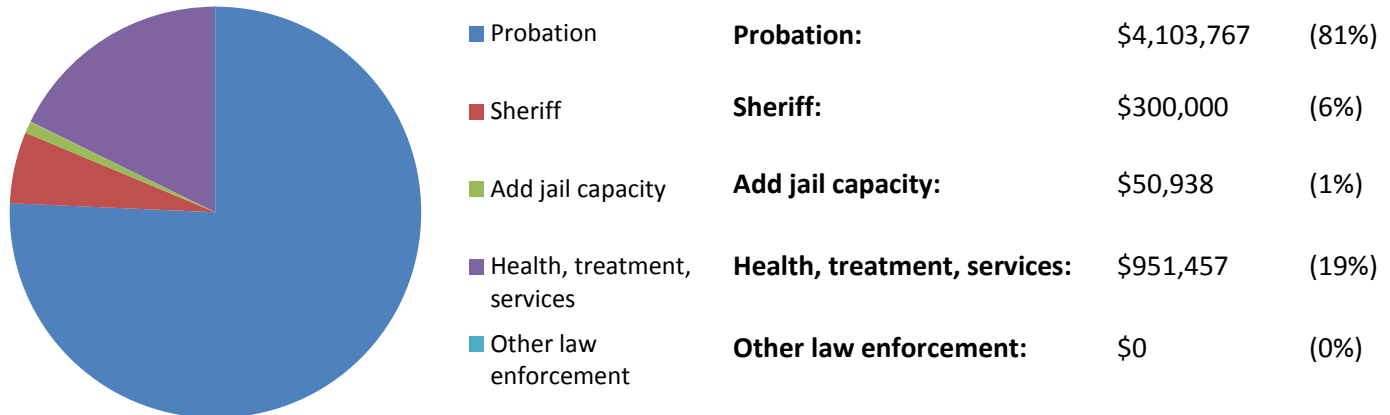 Probation
Probation: $4,103,767 (81%)
Sheriff
Sheriff: $300,000 (6%)
Add jail capacity
Add jail capacity: $50,938 (1%)
Health, treatment,
services
Health, treatment, services: $951,457 (19%)
Other law
enforcement
Other law enforcement: $0 (0%)